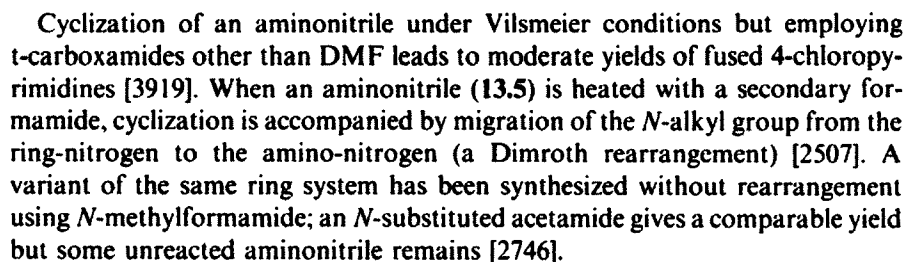 Cyclization of an aminonitrile under Vilsmeier conditions but employing
t-carboxamides other than DMF leads to moderate yields of fused 4-chloropy-
rimidines [3919]. When an aminonitrile (13.5) is heated with a secondary for-
mamide, cyclization is accompanied by migration of the N-alkyl group from the
ring-nitrogen to the amino-nitrogen (a Dimroth rearrangement) [2507]. A
variant of the same ring system has been synthesized without rearrangement
using N-methylformamide; an N-substituted acetamide gives a comparable yield
but some unreacted aminonitrile remains [2746].